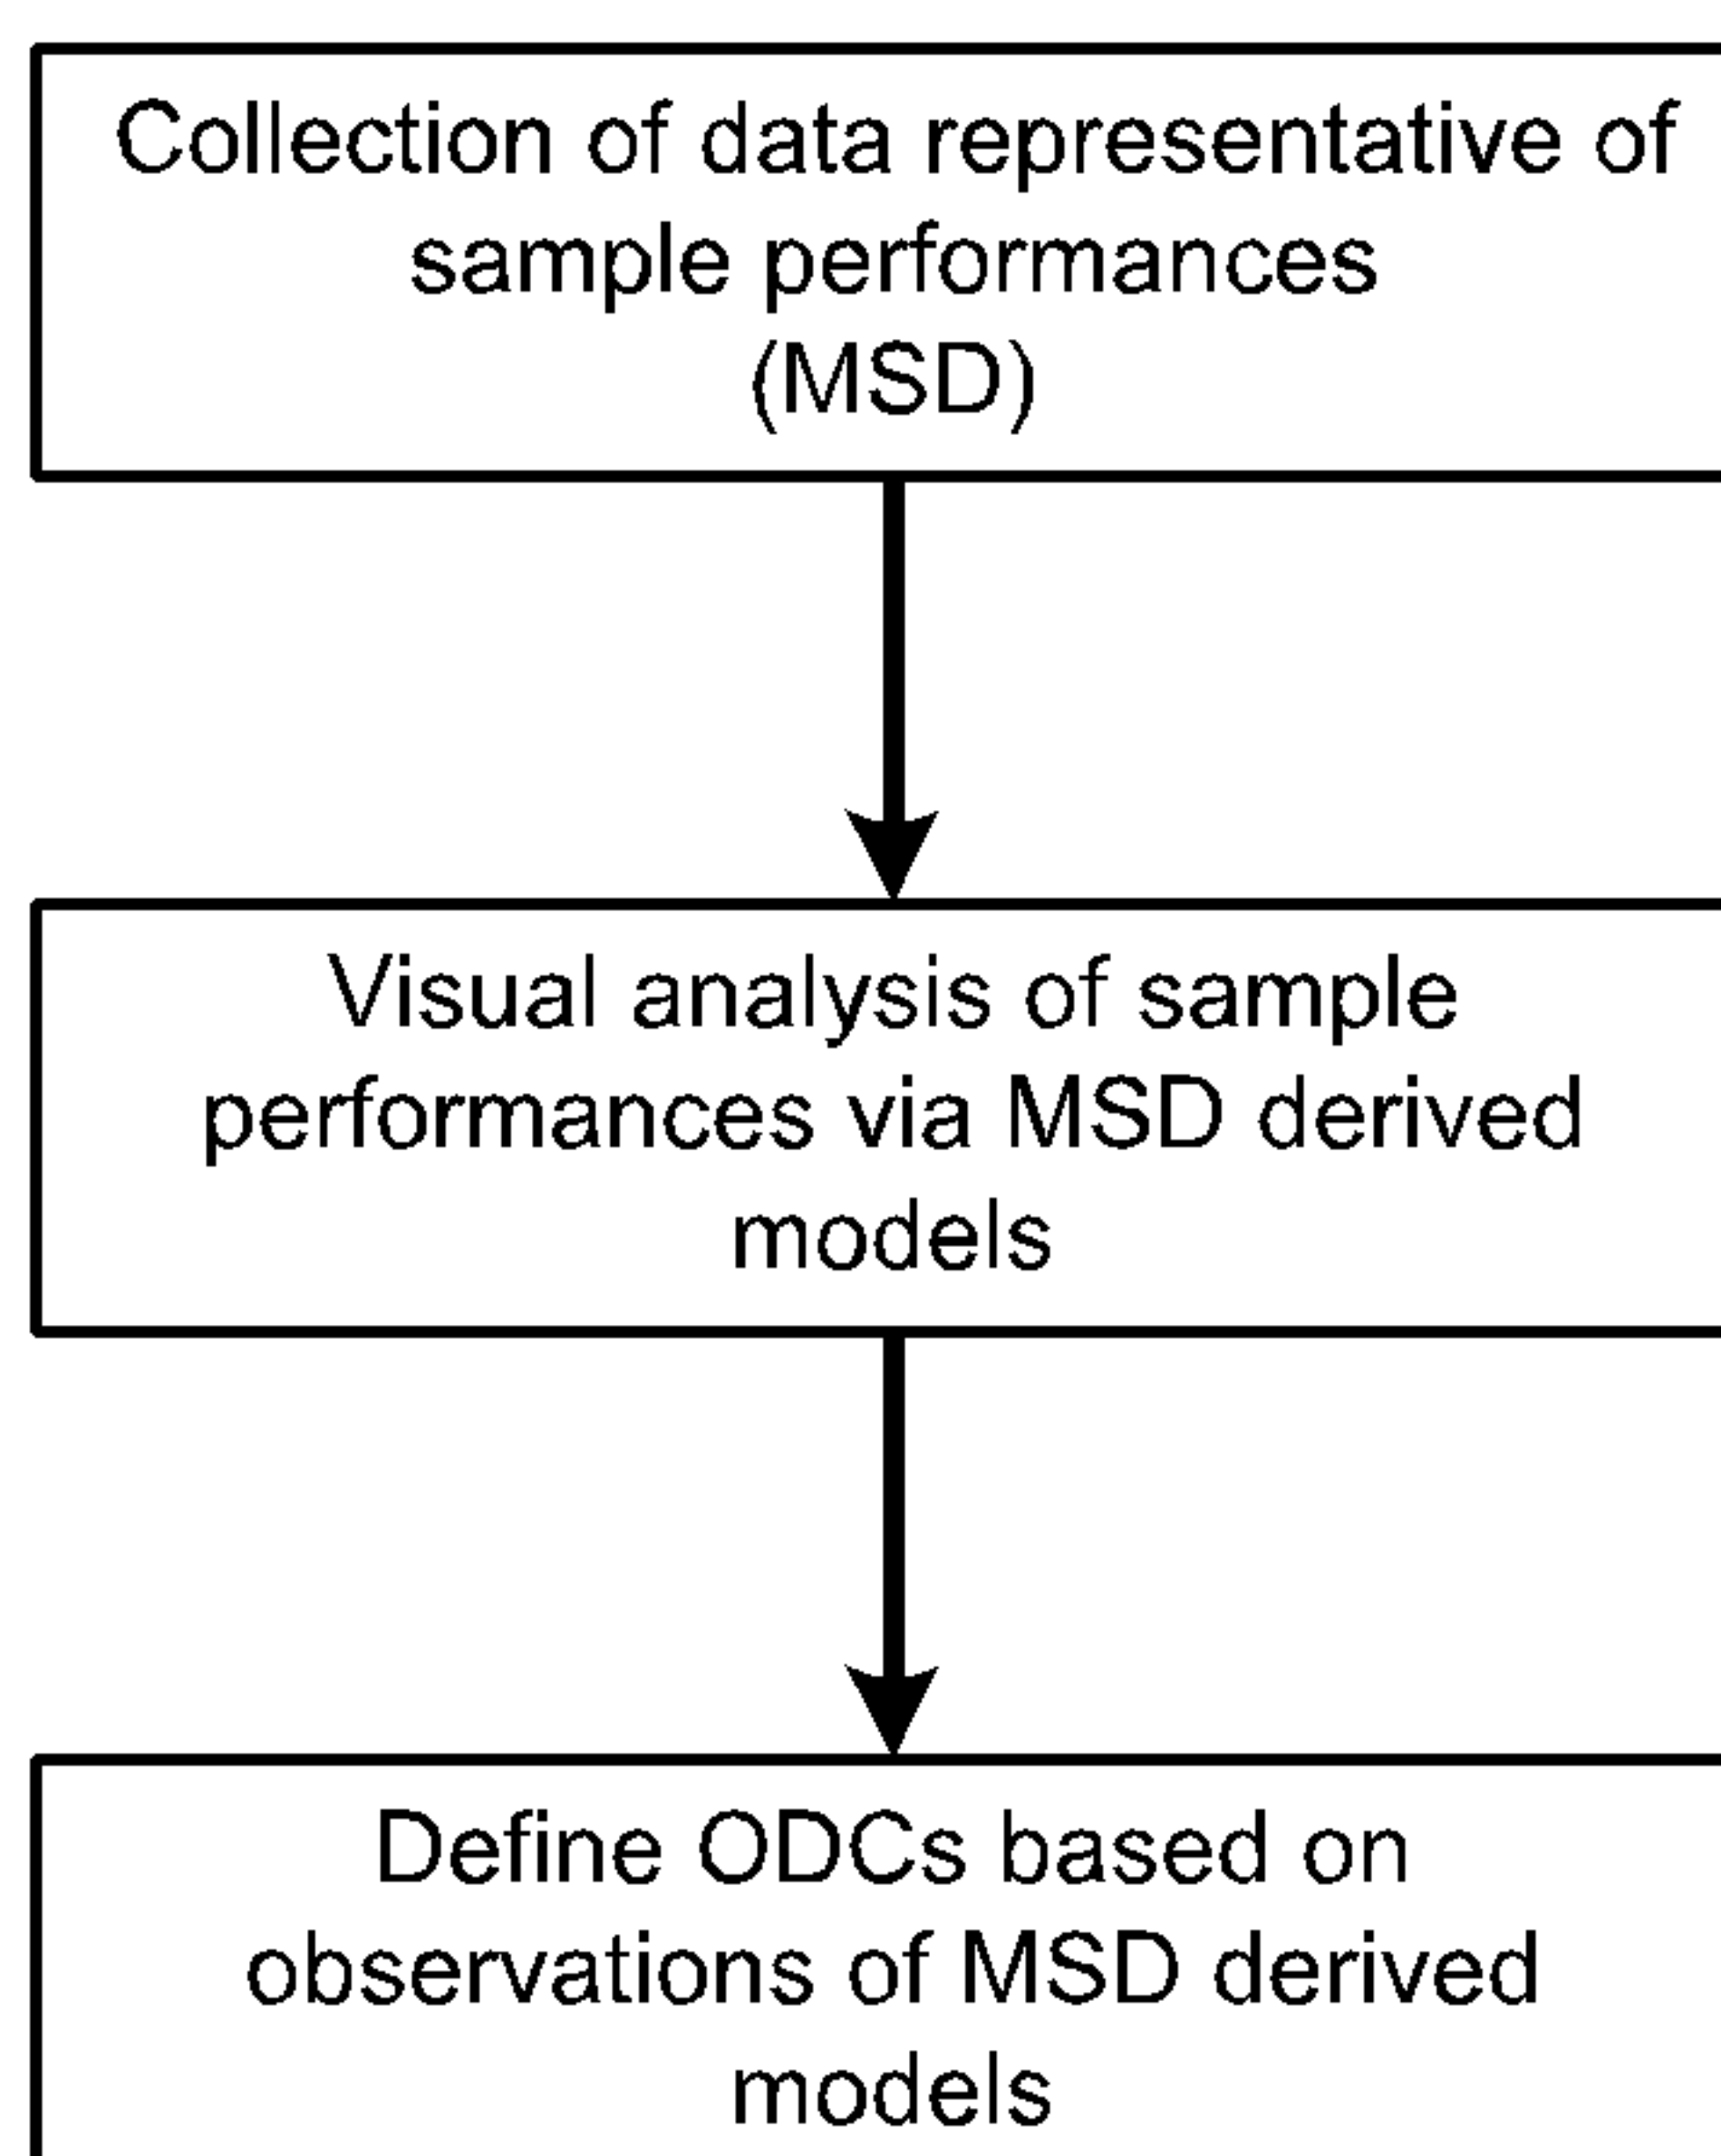 Collection of data representative of
sample performances
(MSD)
Visual analysis of sample
performances via MSD derived
models
Define ODCs based on
observations of MSD derived
models